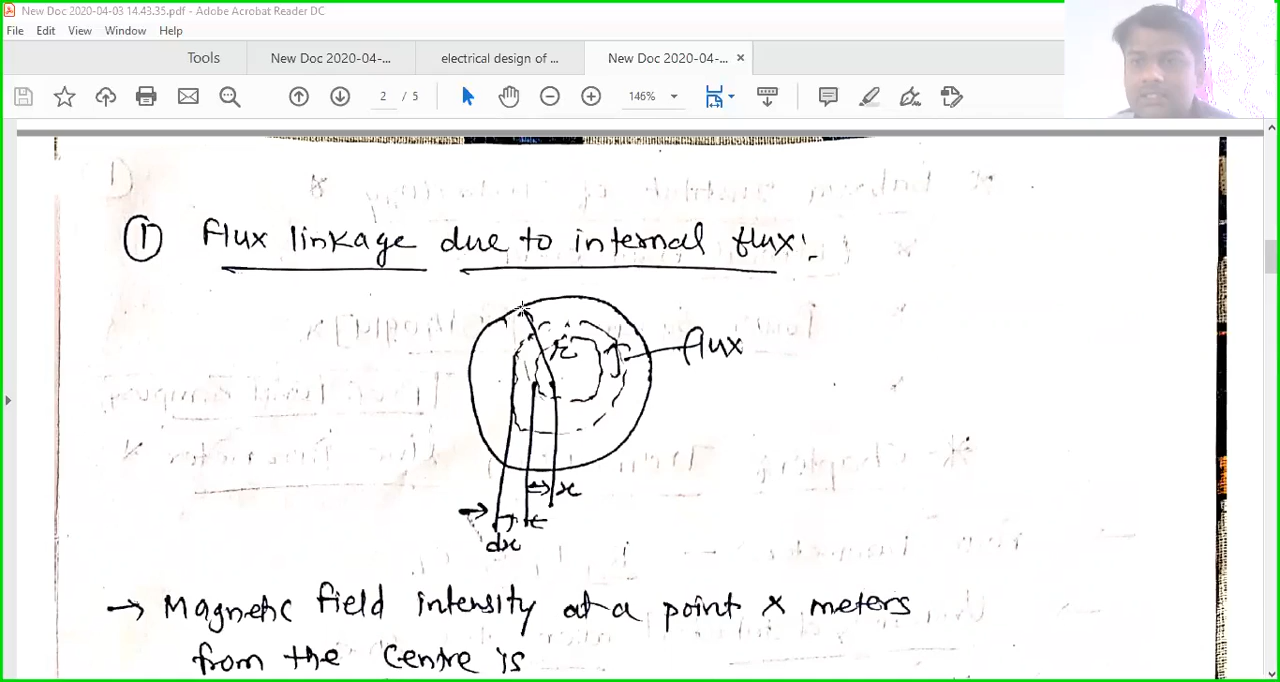 New Doc 2020-04-03 14.43.35.pdf - Adobe Acrobat Reader DC
File Edit View Window Help
Tools New Doc 2020-04-... electrical design of ... New Doc 2020-04-... ×
2 / 5 146%
① Flux linkage due to internal flux:
r
flux
x
dx
→ Magnetic field intensity at a point x meters
from the Centre is